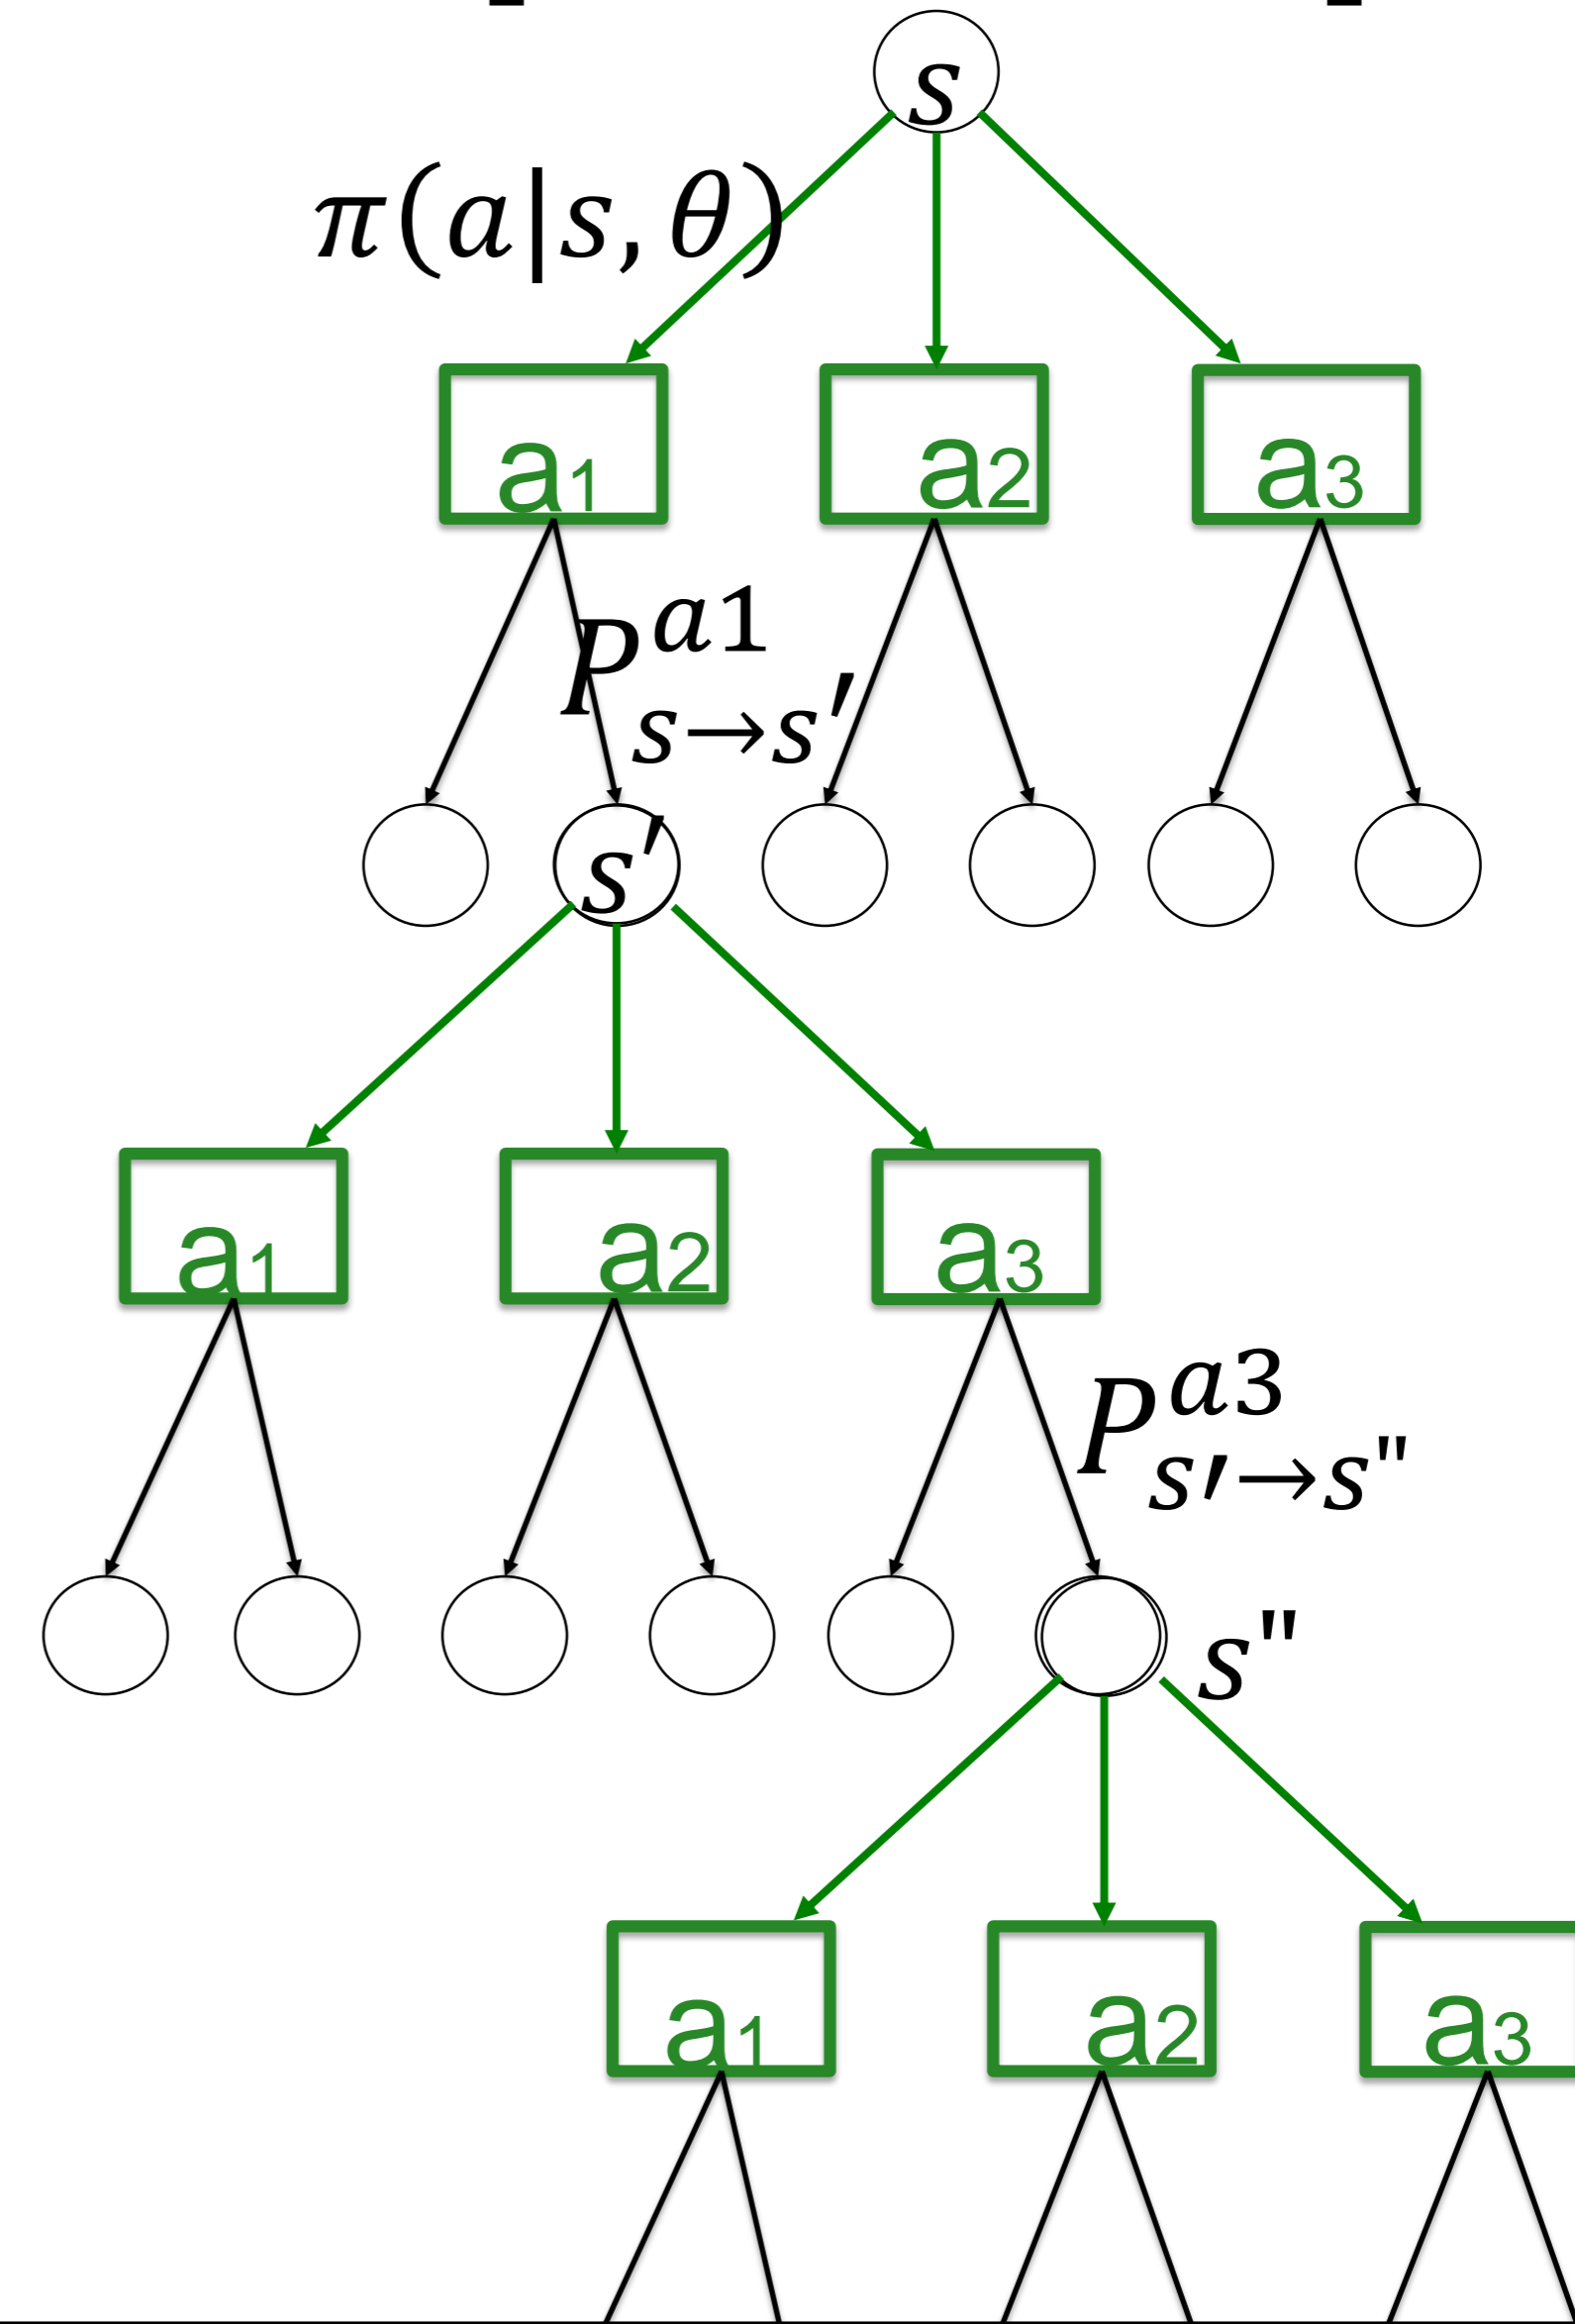 s
π(a|s,θ)
a1 a2 a3
P^{a1}_{s→s'}
s'
a1 a2 a3
P^{a3}_{s'→s"}
s"
a1 a2 a3